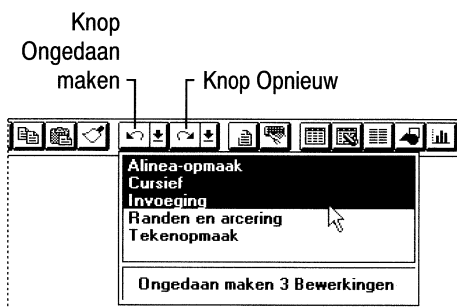 Knop
Ongedaan
maken
Knop Opnieuw
Alinea-opmaak
Cursief
Invoeging
Randen en arcering
Tekenopmaak
Ongedaan maken 3 Bewerkingen